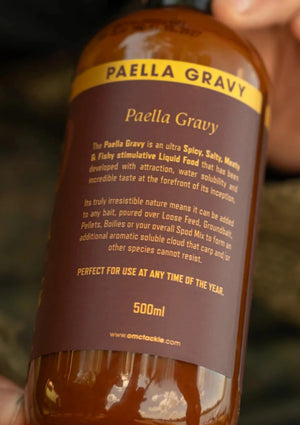 PAELLA GRAVY
Paella Gravy
The Paella Gravy is an ultra Spicy, Salty, Meaty
& Fishy stimulative Liquid Food that has been
developed with attraction, water solubility and
incredible taste at the forefront of its inception.
Its truly irresistible nature means it can be added
to any bait, poured over Loose Feed, Groundbait,
Pellets, Boilies or your overall Spod Mix to form an
additional aromatic soluble cloud that carp and/or
other species cannot resist.
PERFECT FOR USE AT ANY TIME OF THE YEAR.
500ml
www.omctackle.com